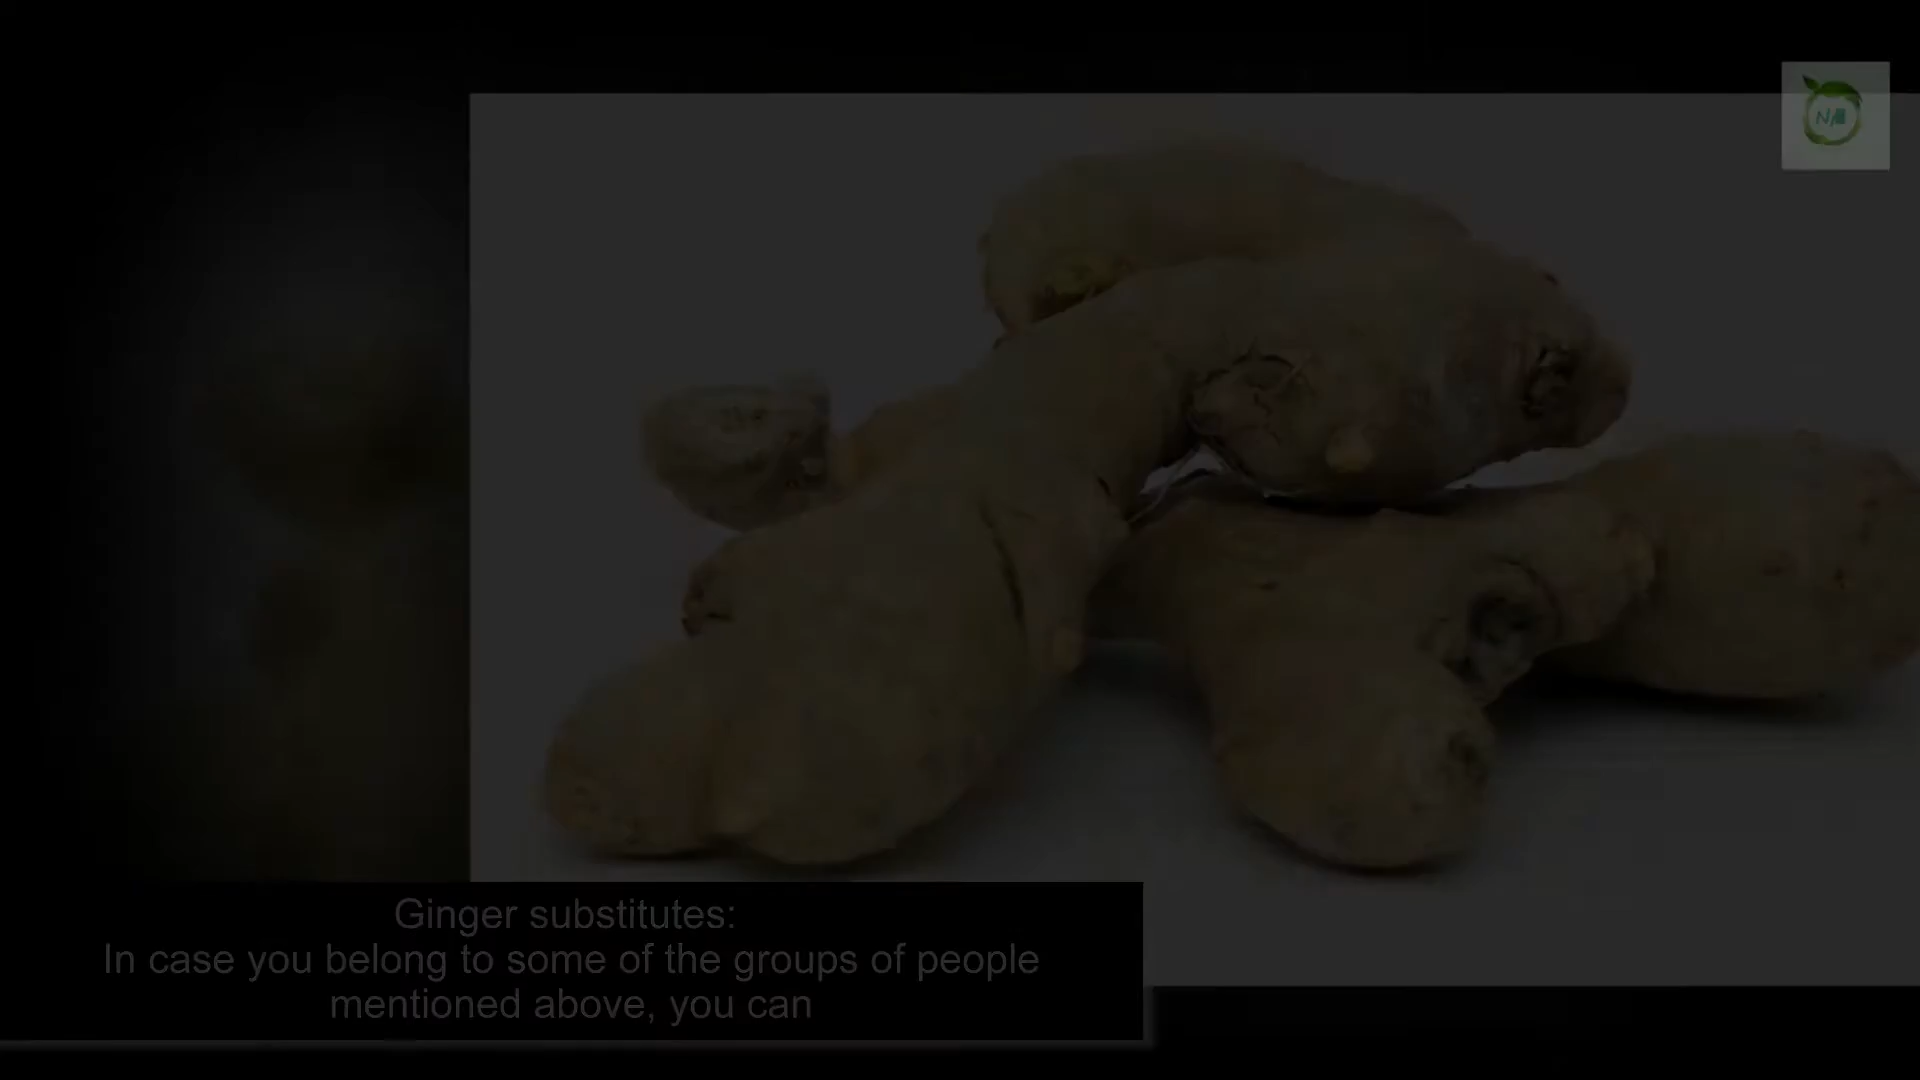 Ginger substitutes:
In case you belong to some of the groups of people
mentioned above, you can